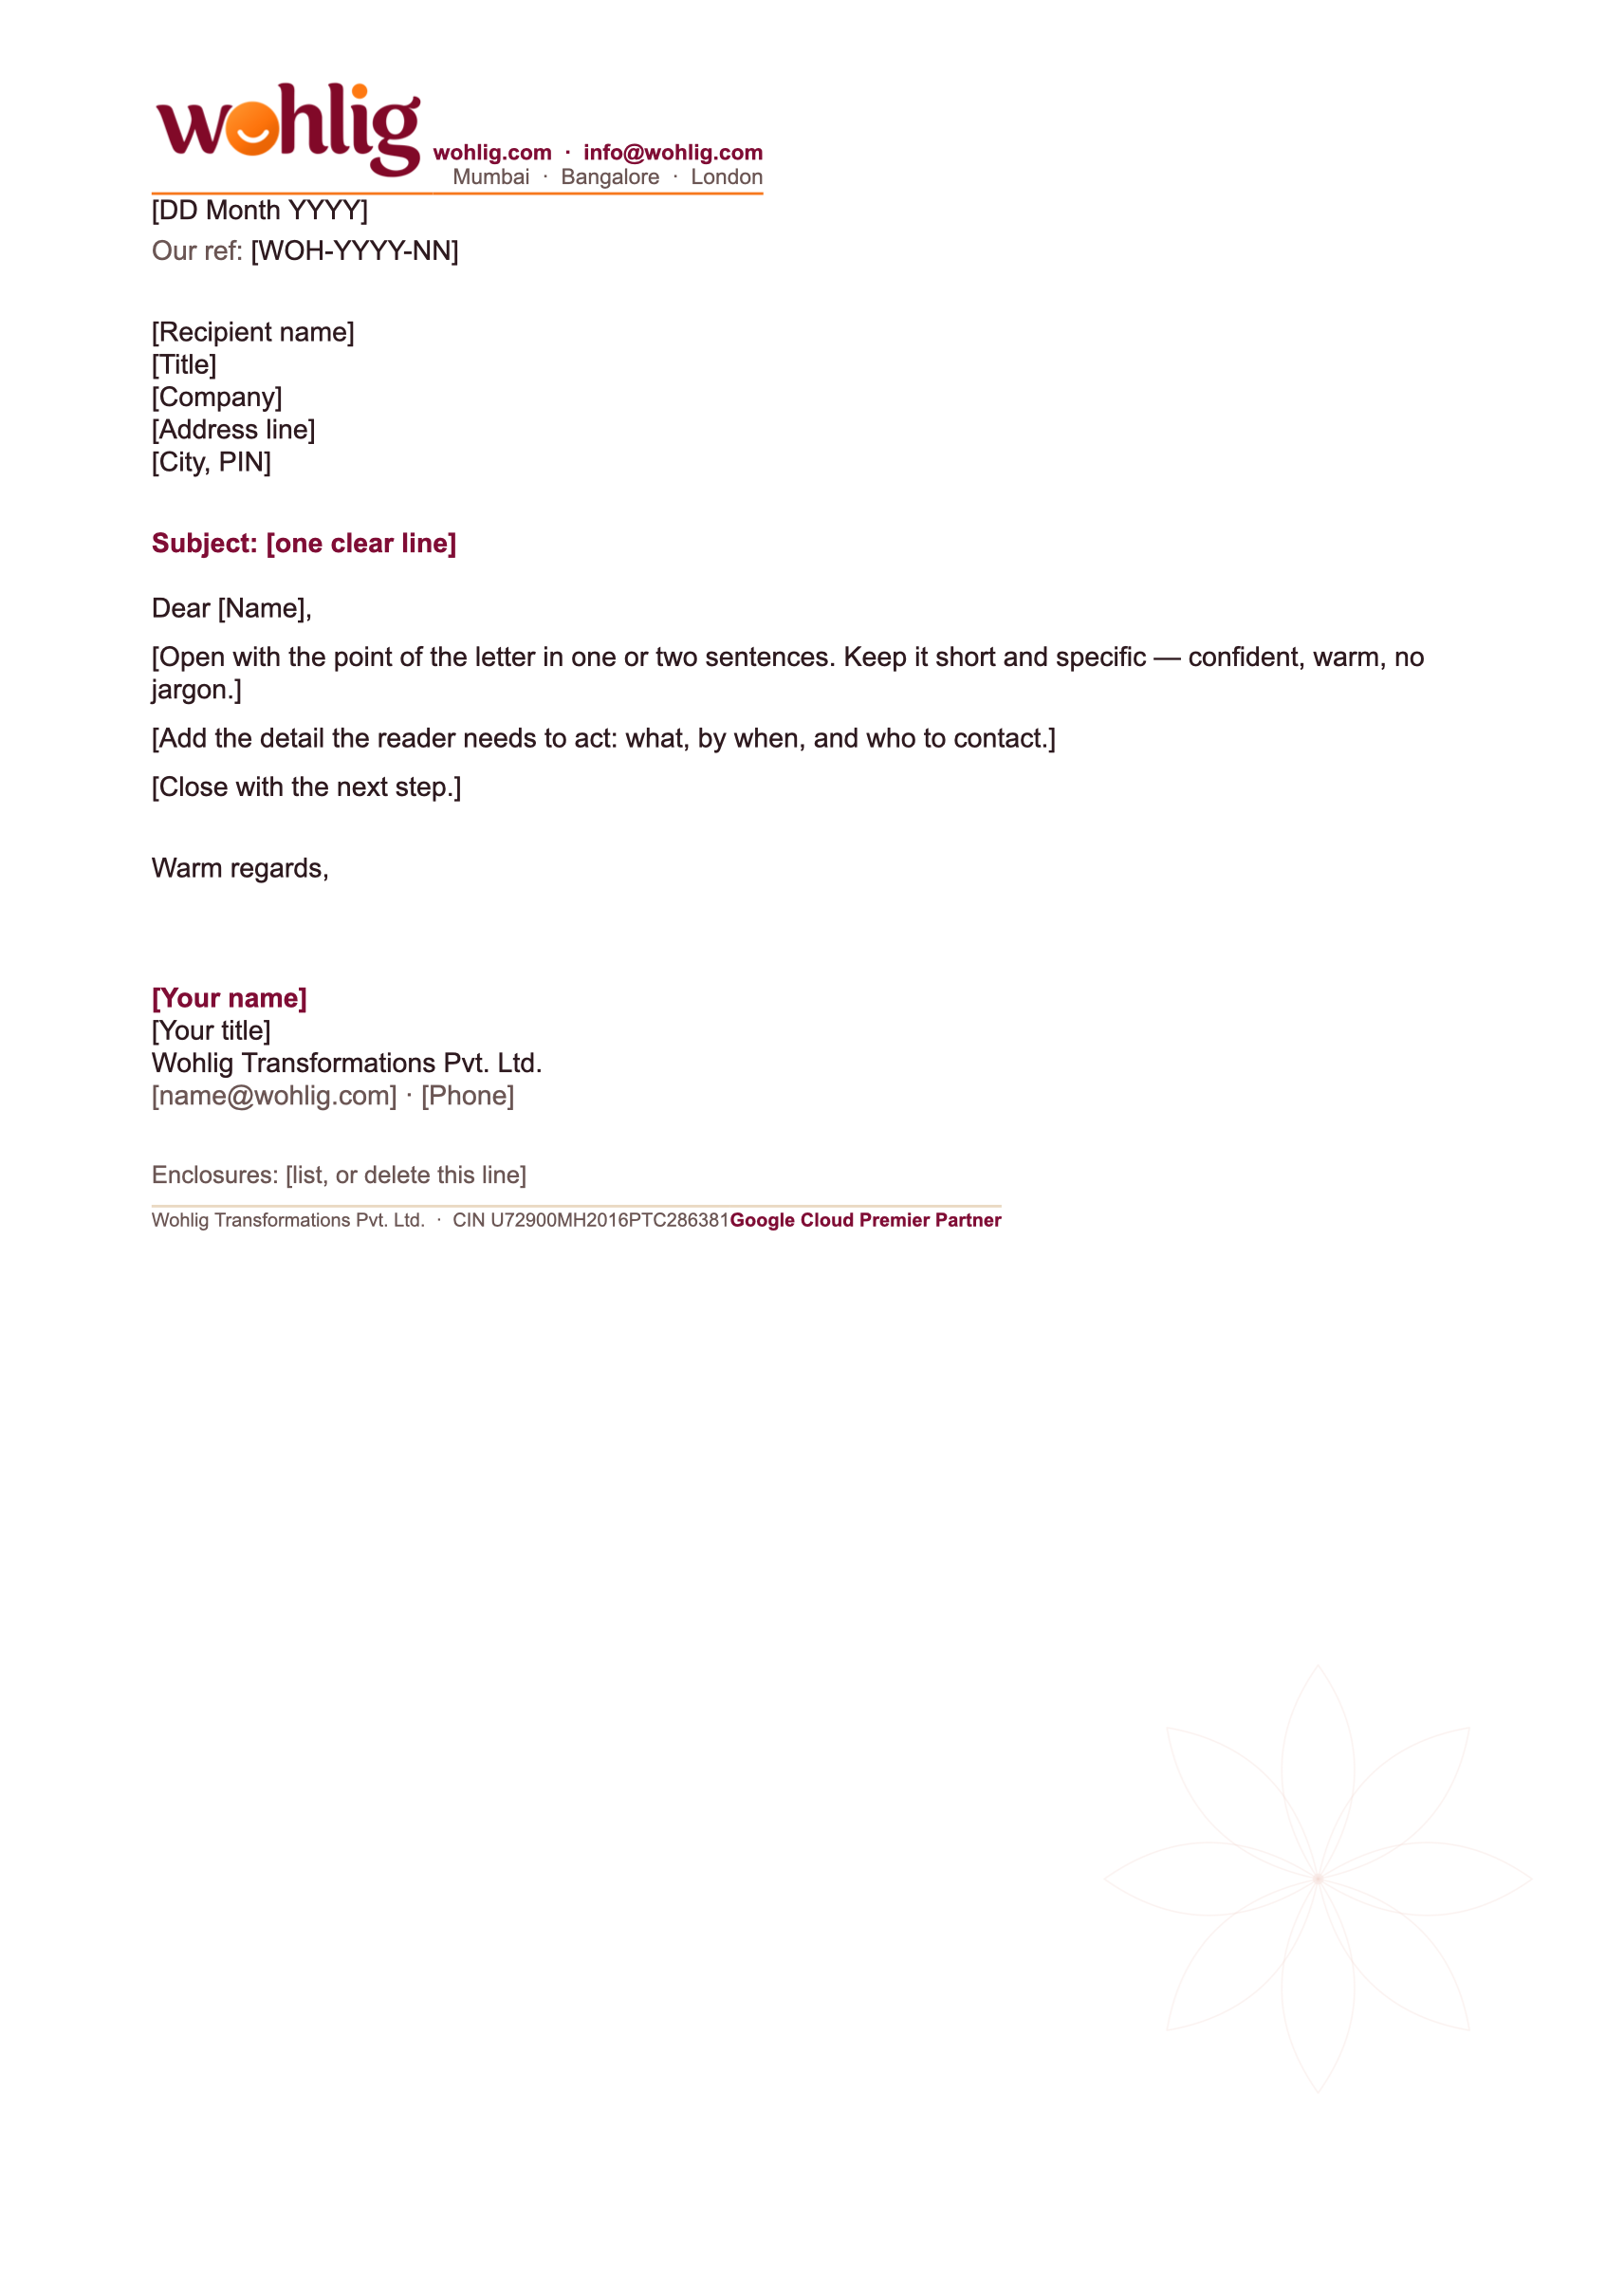 wohlig
wohlig.com · info@wohlig.com
Mumbai · Bangalore · London
[DD Month YYYY]
Our ref: [WOH-YYYY-NN]
[Recipient name]
[Title]
[Company]
[Address line]
[City, PIN]
Subject: [one clear line]
Dear [Name],
[Open with the point of the letter in one or two sentences. Keep it short and specific — confident, warm, no
jargon.]
[Add the detail the reader needs to act: what, by when, and who to contact.]
[Close with the next step.]
Warm regards,
[Your name]
[Your title]
Wohlig Transformations Pvt. Ltd.
[name@wohlig.com] · [Phone]
Enclosures: [list, or delete this line]
Wohlig Transformations Pvt. Ltd. · CIN U72900MH2016PTC286381Google Cloud Premier Partner